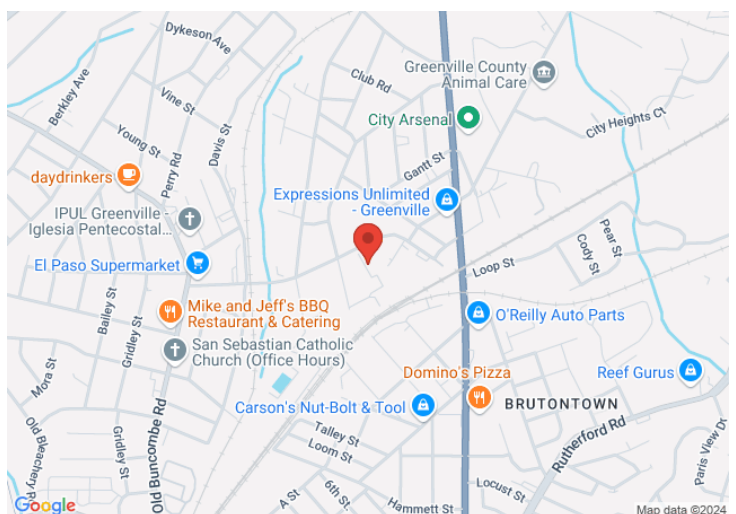 Dykeson Ave
Berkley Ave
Vine St
Club Rd
Greenville County
Animal Care
City Arsenal
City Heights Ct
Young St
Davis St
Perry Rd
daydrinkers
Gantt St
Expressions Unlimited
- Greenville
IPUL Greenville -
Iglesia Pentecostal...
Pear St
Cody St
El Paso Supermarket
Loop St
Bailey St
Gridley St
Mike and Jeff's BBQ
Restaurant & Catering
O'Reilly Auto Parts
San Sebastian Catholic
Church (Office Hours)
Mora St
Domino's Pizza
Reef Gurus
Carson's Nut-Bolt & Tool
BRUTONTOWN
Old Buncombe Rd
Old Bleachery R
Gridley St
Talley St
Loom St
Rutherford Rd
Paris View Dr
A St
6th St
Locust St
Hammett St
Google
Map data ©2024